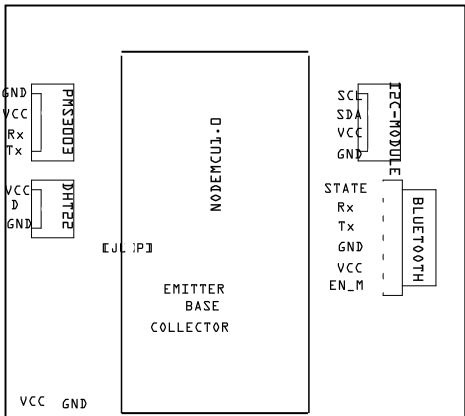 GND
VCC
Rx
Tx
PMS3003
VCC
D
GND
DHT22
NODEMCU1.0
EMITTER
BASE
COLLECTOR
SCL
SDA
VCC
GND
I2C-MODULE
STATE
Rx
Tx
GND
VCC
EN_M
BLUETOOTH
VCC
GND